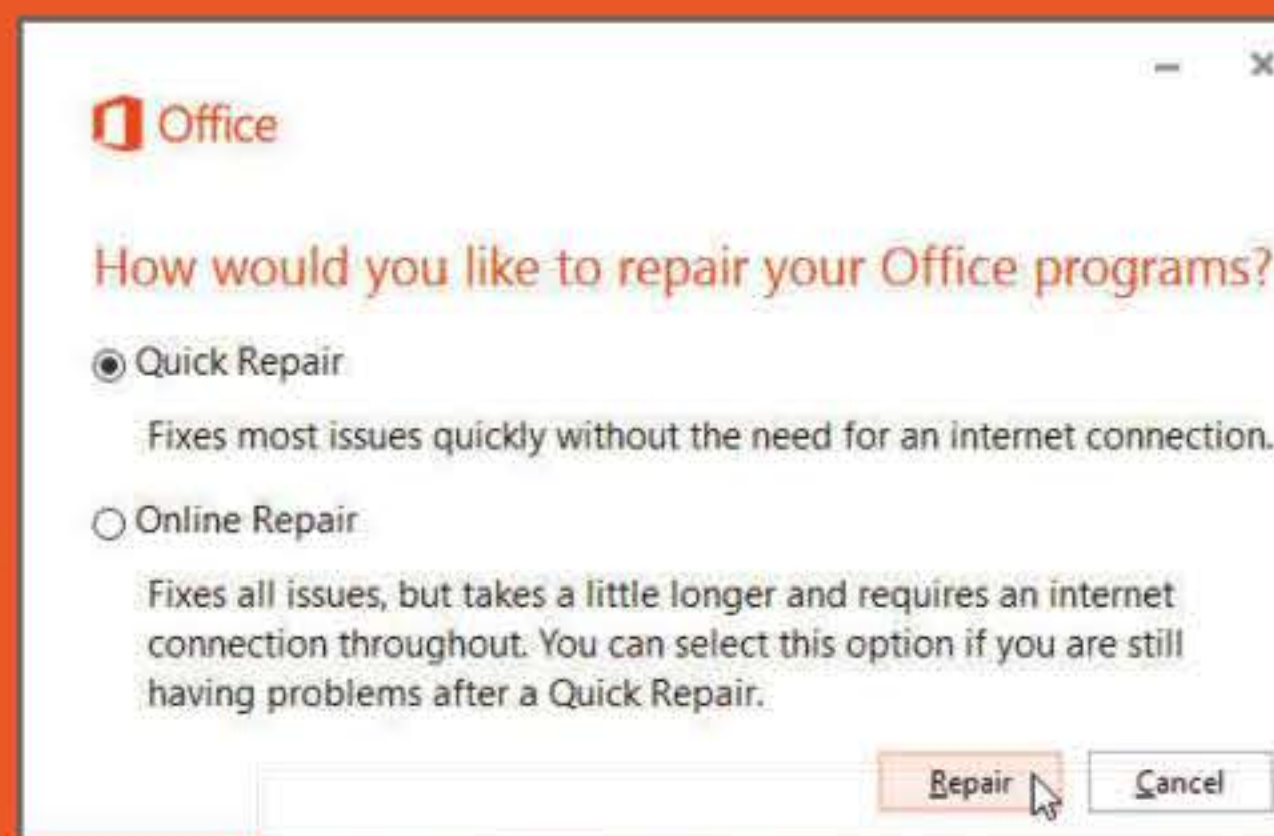 Office
How would you like to repair your Office programs?
Quick Repair
Fixes most issues quickly without the need for an internet connection.
Online Repair
Fixes all issues, but takes a little longer and requires an internet
connection throughout. You can select this option if you are still
having problems after a Quick Repair.
Repair
Cancel